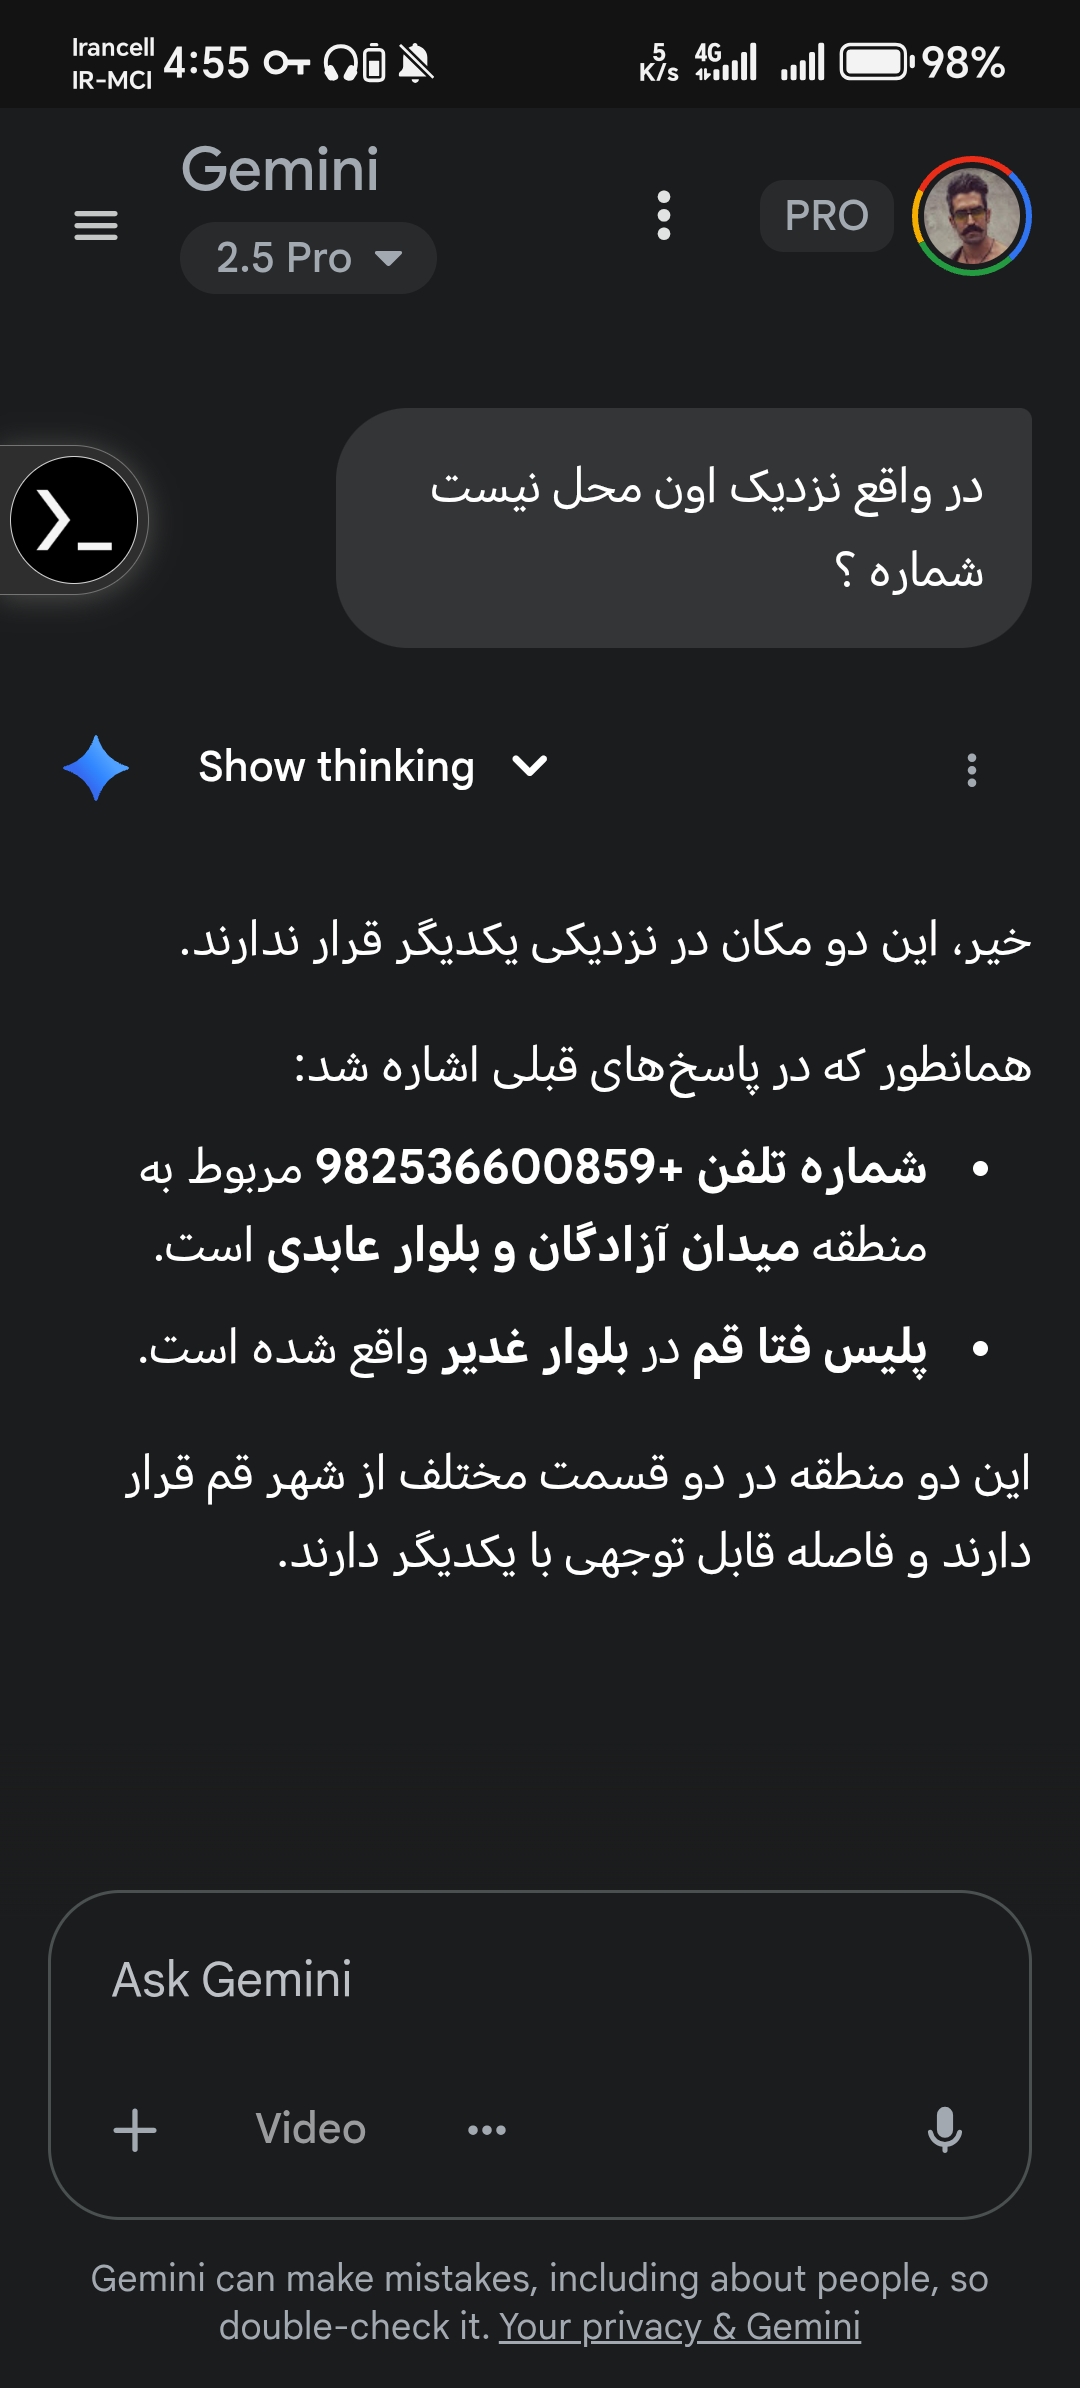 Irancell
IR-MCI
4:55
5
K/s
4G
98%
Gemini
2.5 Pro
PRO
در واقع نزدیک اون محل نیست
شماره ؟
Show thinking
خیر، این دو مکان در نزدیکی یکدیگر قرار ندارند.
همانطور که در پاسخ‌های قبلی اشاره شد:
• شماره تلفن +982536600859 مربوط به
منطقه میدان آزادگان و بلوار عابدی است.
• پلیس فتا قم در بلوار غدیر واقع شده است.
این دو منطقه در دو قسمت مختلف از شهر قم قرار
دارند و فاصله قابل توجهی با یکدیگر دارند.
Ask Gemini
Video
Gemini can make mistakes, including about people, so
double-check it. Your privacy & Gemini